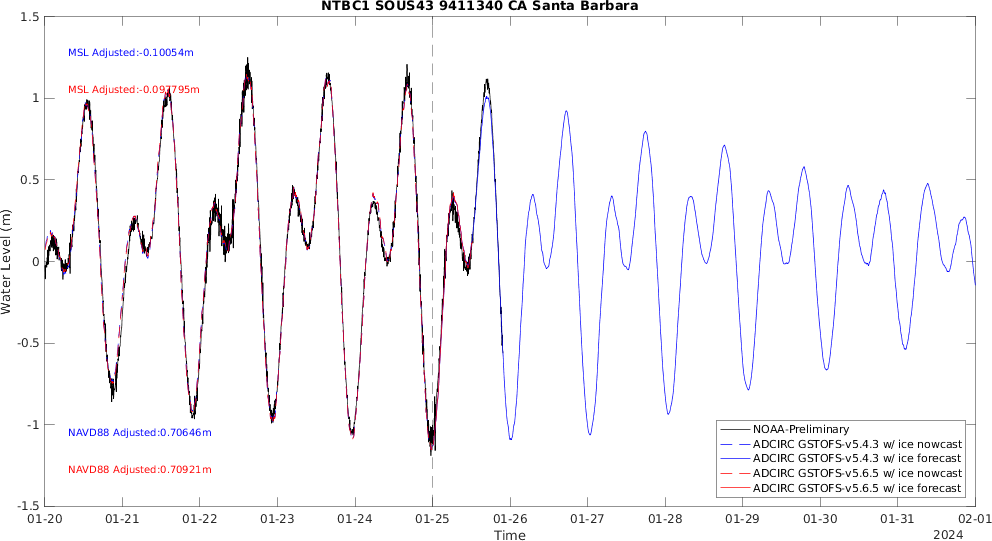 NTBC1 SOUS43 9411340 CA Santa Barbara
1.5
1
0.5
0
-0.5
-1
-1.5
Water Level (m)
MSL Adjusted:-0.10054m
MSL Adjusted:-0.097795m
NAVD88 Adjusted:0.70646m
NAVD88 Adjusted:0.70921m
NOAA-Preliminary
ADCIRC GSTOFS-v5.4.3 w/ ice nowcast
ADCIRC GSTOFS-v5.4.3 w/ ice forecast
ADCIRC GSTOFS-v5.6.5 w/ ice nowcast
ADCIRC GSTOFS-v5.6.5 w/ ice forecast
01-20 01-21 01-22 01-23 01-24 01-25 01-26 01-27 01-28 01-29 01-30 01-31 02-01
Time
2024